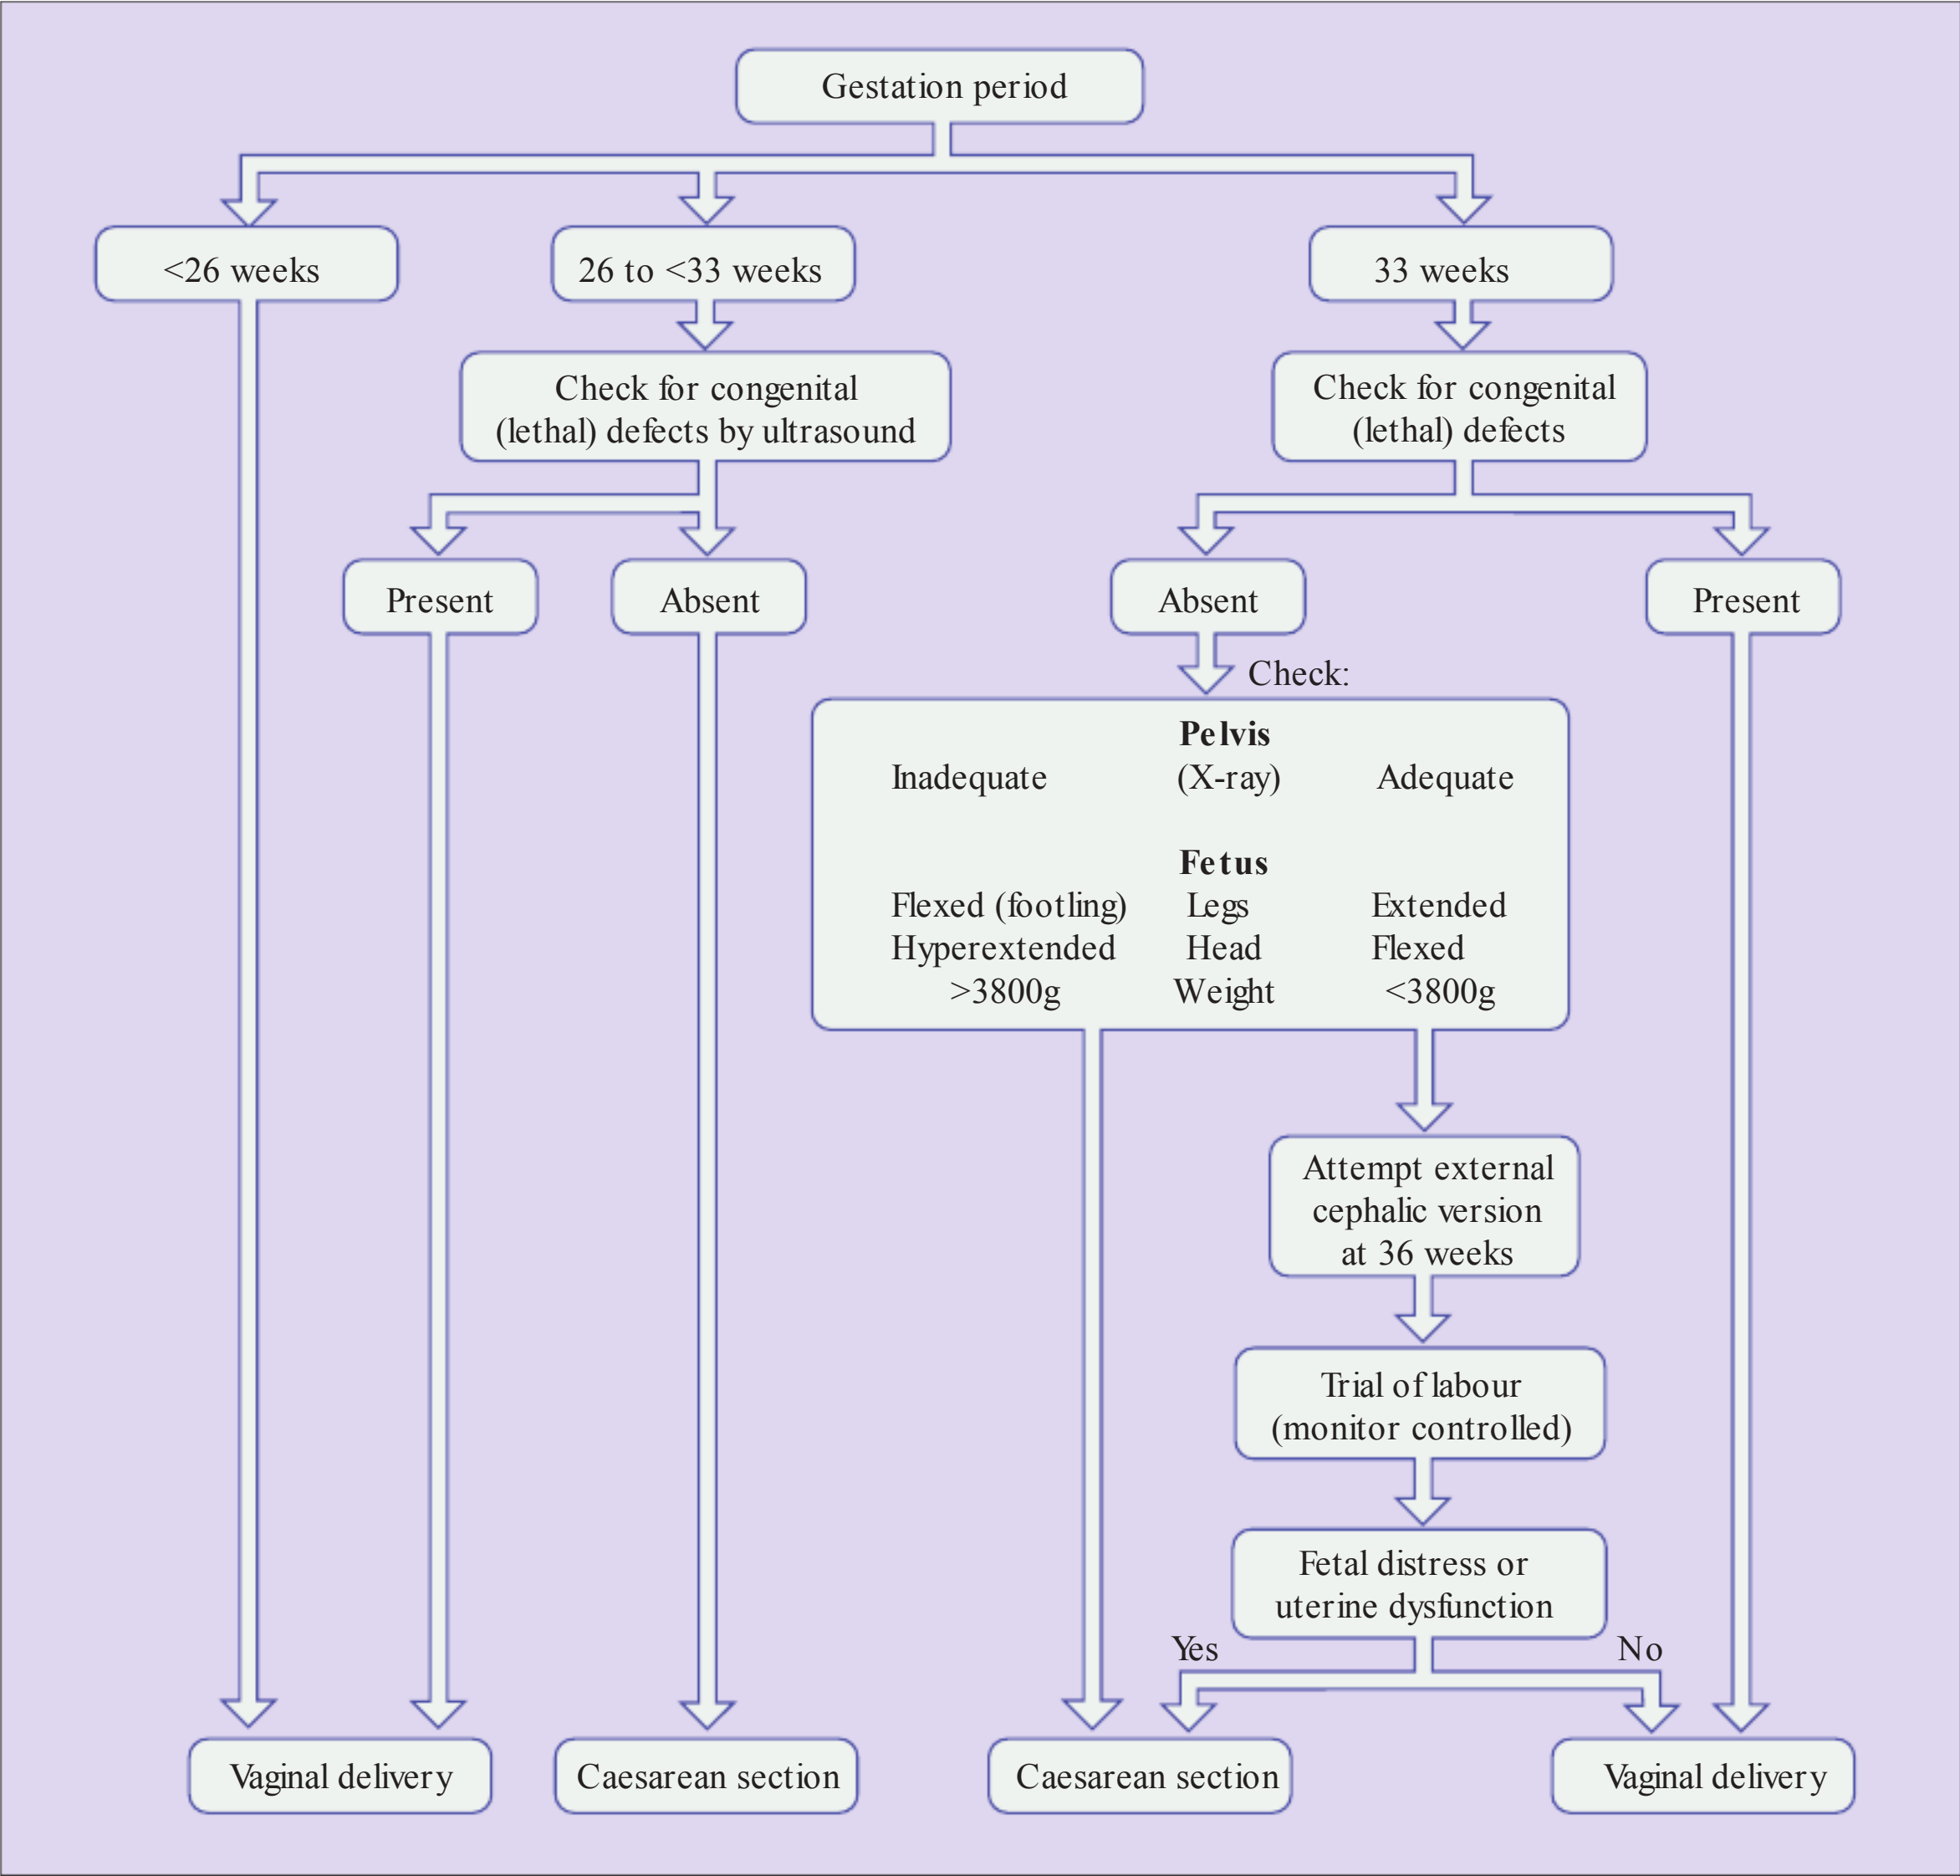 Gestation period
<26 weeks
26 to <33 weeks
33 weeks
Check for congenital
(lethal) defects by ultrasound
Check for congenital
(lethal) defects
Present
Absent
Absent
Present
Check:
Pelvis
Inadequate (X-ray) Adequate
Fetus
Flexed (footling) Legs Extended
Hyperextended Head Flexed
>3800g Weight <3800g
Attempt external
cephalic version
at 36 weeks
Trial of labour
(monitor controlled)
Fetal distress or
uterine dysfunction
Yes
No
Vaginal delivery
Caesarean section
Caesarean section
Vaginal delivery